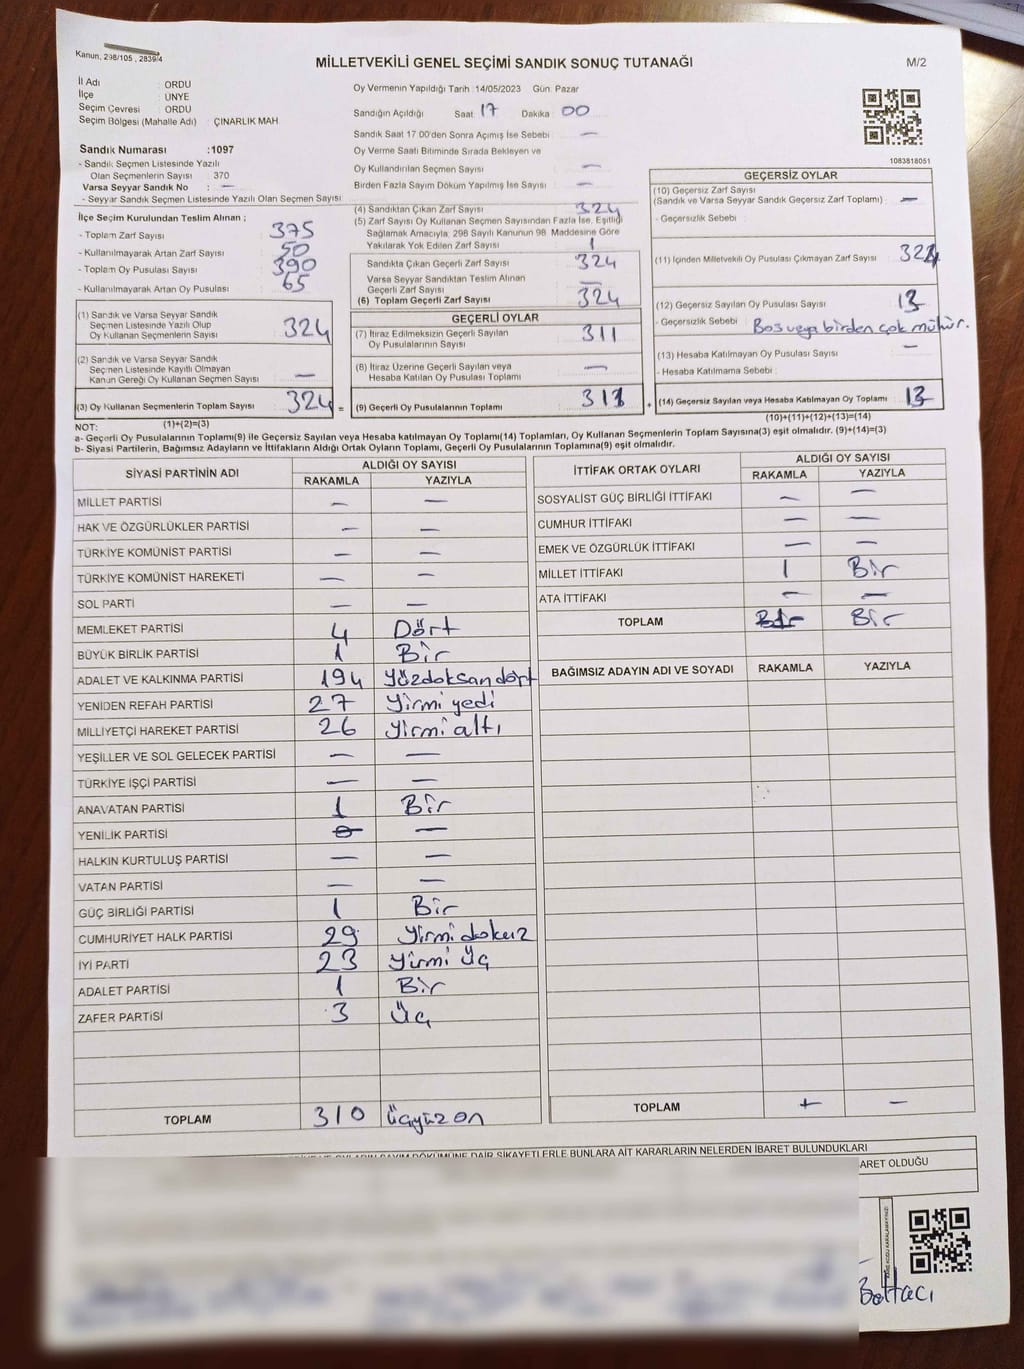 Kanun, 298/105, 2839/4
MİLLETVEKİLİ GENEL SEÇİMİ SANDIK SONUÇ TUTANAĞI
M/2
İl Adı : ORDU
İlçe : ÜNYE
Seçim Çevresi : ORDU
Seçim Bölgesi (Mahalle Adı) : ÇINARLIK MAH
Sandık Numarası :1097
- Sandık Seçmen Listesinde Yazılı
Olan Seçmenlerin Sayısı : 370
Varsa Seyyar Sandık No : —
- Seyyar Sandık Seçmen Listesinde Yazılı Olan Seçmen Sayısı
Oy Vermenin Yapıldığı Tarih :14/05/2023 Gün Pazar
Sandığın Açıldığı Saat 17 Dakika 00
Sandık Saat 17.00'den Sonra Açımış İse Sebebi —
Oy Verme Saati Bitiminde Sırada Bekleyen ve
Oy Kullandırılan Seçmen Sayısı —
Birden Fazla Sayım Döküm Yapılmış İse Sayısı —
1083818051
İlçe Seçim Kurulundan Teslim Alınan ;
- Toplam Zarf Sayısı : 375
- Kullanılmayarak Artan Zarf Sayısı : 50
- Toplam Oy Pusulası Sayısı : 390
- Kullanılmayarak Artan Oy Pusulası : 65
(1) Sandık ve Varsa Seyyar Sandık
Seçmen Listesinde Yazılı Olup
Oy Kullanan Seçmenlerin Sayısı 324
(2) Sandık ve Varsa Seyyar Sandık
Seçmen Listesinde Kayıtlı Olmayan
Kanun Gereği Oy Kullanan Seçmen Sayısı —
(3) Oy Kullanan Seçmenlerin Toplam Sayısı 324 =
(1)+(2)=(3)
(4) Sandıktan Çıkan Zarf Sayısı 324
(5) Zarf Sayısı Oy Kullanan Seçmen Sayısından Fazla İse, Eşitliği
Sağlamak Amacıyla, 298 Sayılı Kanunun 98. Maddesine Göre
Yakılarak Yok Edilen Zarf Sayısı 1
Sandıkta Çıkan Geçerli Zarf Sayısı 324
Varsa Seyyar Sandıktan Teslim Alınan
Geçerli Zarf Sayısı —
(6) Toplam Geçerli Zarf Sayısı 324
GEÇERLİ OYLAR
(7) İtiraz Edilmeksizin Geçerli Sayılan
Oy Pusulalarının Sayısı 311
(8) İtiraz Üzerine Geçerli Sayılan veya
Hesaba Katılan Oy Pusulası Toplamı —
(9) Geçerli Oy Pusulalarının Toplamı 311 +
GEÇERSİZ OYLAR
(10) Geçersiz Zarf Sayısı
(Sandık ve Varsa Seyyar Sandık Geçersiz Zarf Toplamı) —
- Geçersizlik Sebebi :
(11) İçinden Milletvekili Oy Pusulası Çıkmayan Zarf Sayısı 324
(12) Geçersiz Sayılan Oy Pusulası Sayısı 13
- Geçersizlik Sebebi : Bos veya birden çok mühür.
(13) Hesaba Katılmayan Oy Pusulası Sayısı —
- Hesaba Katılmama Sebebi :
(14) Geçersiz Sayılan veya Hesaba Katılmayan Oy Toplamı 13
(10)+(11)+(12)+(13)=(14)
NOT:
a- Geçerli Oy Pusulalarının Toplamı(9) ile Geçersiz Sayılan veya Hesaba katılmayan Oy Toplamı(14) Toplamları, Oy Kullanan Seçmenlerin Toplam Sayısına(3) eşit olmalıdır. (9)+(14)=(3)
b- Siyasi Partilerin, Bağımsız Adayların ve İttifakların Aldığı Ortak Oyların Toplamı, Geçerli Oy Pusulalarının Toplamına(9) eşit olmalıdır.
SİYASİ PARTİNİN ADI ALDIĞI OY SAYISI
RAKAMLA YAZIYLA
MİLLET PARTİSİ — —
HAK VE ÖZGÜRLÜKLER PARTİSİ — —
TÜRKİYE KOMÜNİST PARTİSİ — —
TÜRKİYE KOMÜNİST HAREKETİ — —
SOL PARTİ — —
MEMLEKET PARTİSİ 4 Dört
BÜYÜK BİRLİK PARTİSİ 1 Bir
ADALET VE KALKINMA PARTİSİ 194 Yüzdoksandört
YENİDEN REFAH PARTİSİ 27 Yirmi yedi
MİLLİYETÇİ HAREKET PARTİSİ 26 Yirmi altı
YEŞİLLER VE SOL GELECEK PARTİSİ — —
TÜRKİYE İŞÇİ PARTİSİ — —
ANAVATAN PARTİSİ 1 Bir
YENİLİK PARTİSİ 0 —
HALKIN KURTULUŞ PARTİSİ — —
VATAN PARTİSİ — —
GÜÇ BİRLİĞİ PARTİSİ 1 Bir
CUMHURİYET HALK PARTİSİ 29 Yirmi dokuz
İYİ PARTİ 23 Yirmi Üç
ADALET PARTİSİ 1 Bir
ZAFER PARTİSİ 3 Üç
TOPLAM 310 Üçyüz on
İTTİFAK ORTAK OYLARI ALDIĞI OY SAYISI
RAKAMLA YAZIYLA
SOSYALİST GÜÇ BİRLİĞİ İTTİFAKI — —
CUMHUR İTTİFAKI — —
EMEK VE ÖZGÜRLÜK İTTİFAKI — —
MİLLET İTTİFAKI 1 Bir
ATA İTTİFAKI — —
TOPLAM Bir Bir
BAĞIMSIZ ADAYIN ADI VE SOYADI RAKAMLA YAZIYLA
TOPLAM + —
SAYIM DÖKÜMÜNE DAİR ŞİKAYETLERLE BUNLARA AİT KARARLARIN NELERDEN İBARET BULUNDUKLARI
ARET OLDUĞU